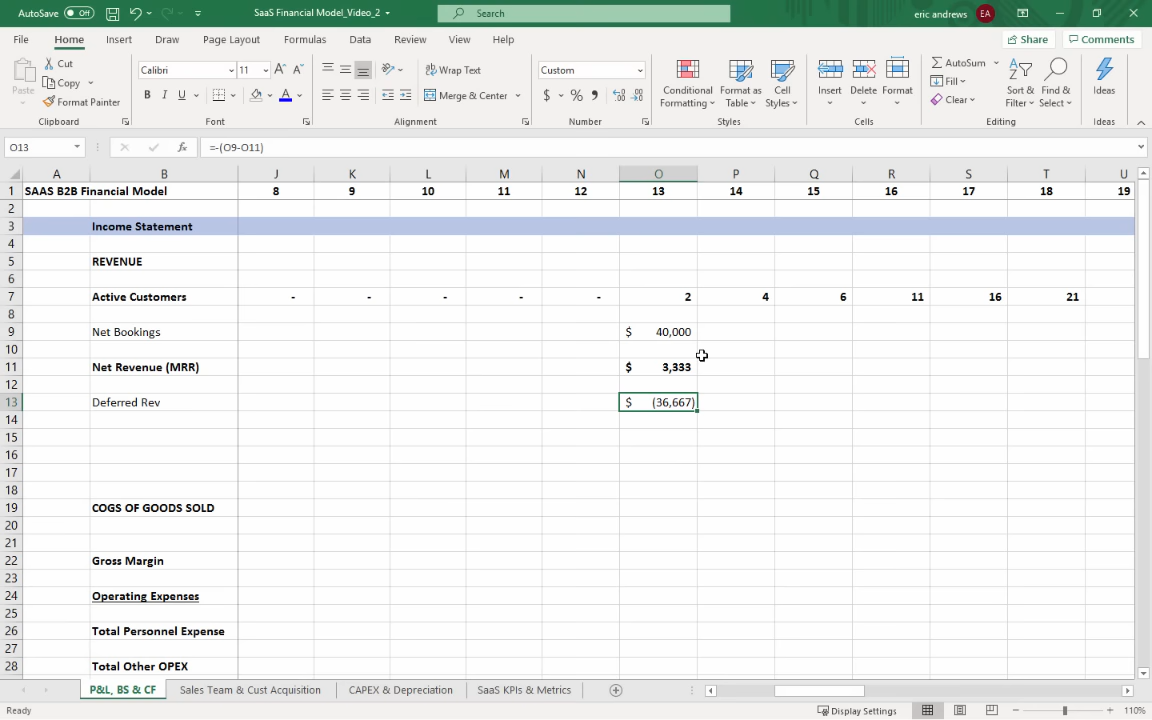 AutoSave Off SaaS Financial Model_Video_2 Search eric andrews EA
File Home Insert Draw Page Layout Formulas Data Review View Help Share Comments
Cut Calibri 11 Wrap Text Custom AutoSum
Paste Copy Conditional Formatting Format as Table Cell Styles Insert Delete Format Fill Sort & Filter Find & Select Ideas
Format Painter B I U A Merge & Center $ % , Clear
Clipboard Font Alignment Number Styles Cells Editing Ideas
O13 fx =-(O9-O11)
A B J K L M N O P Q R S T U
1 SAAS B2B Financial Model 8 9 10 11 12 13 14 15 16 17 18 19
2
3 Income Statement
4
5 REVENUE
6
7 Active Customers - - - - - 2 4 6 11 16 21
8
9 Net Bookings $ 40,000
10
11 Net Revenue (MRR) $ 3,333
12
13 Deferred Rev $ (36,667)
14
15
16
17
18
19 COGS OF GOODS SOLD
20
21
22 Gross Margin
23
24 Operating Expenses
25
26 Total Personnel Expense
27
28 Total Other OPEX
P&L, BS & CF Sales Team & Cust Acquisition CAPEX & Depreciation SaaS KPIs & Metrics
Ready Display Settings 110%